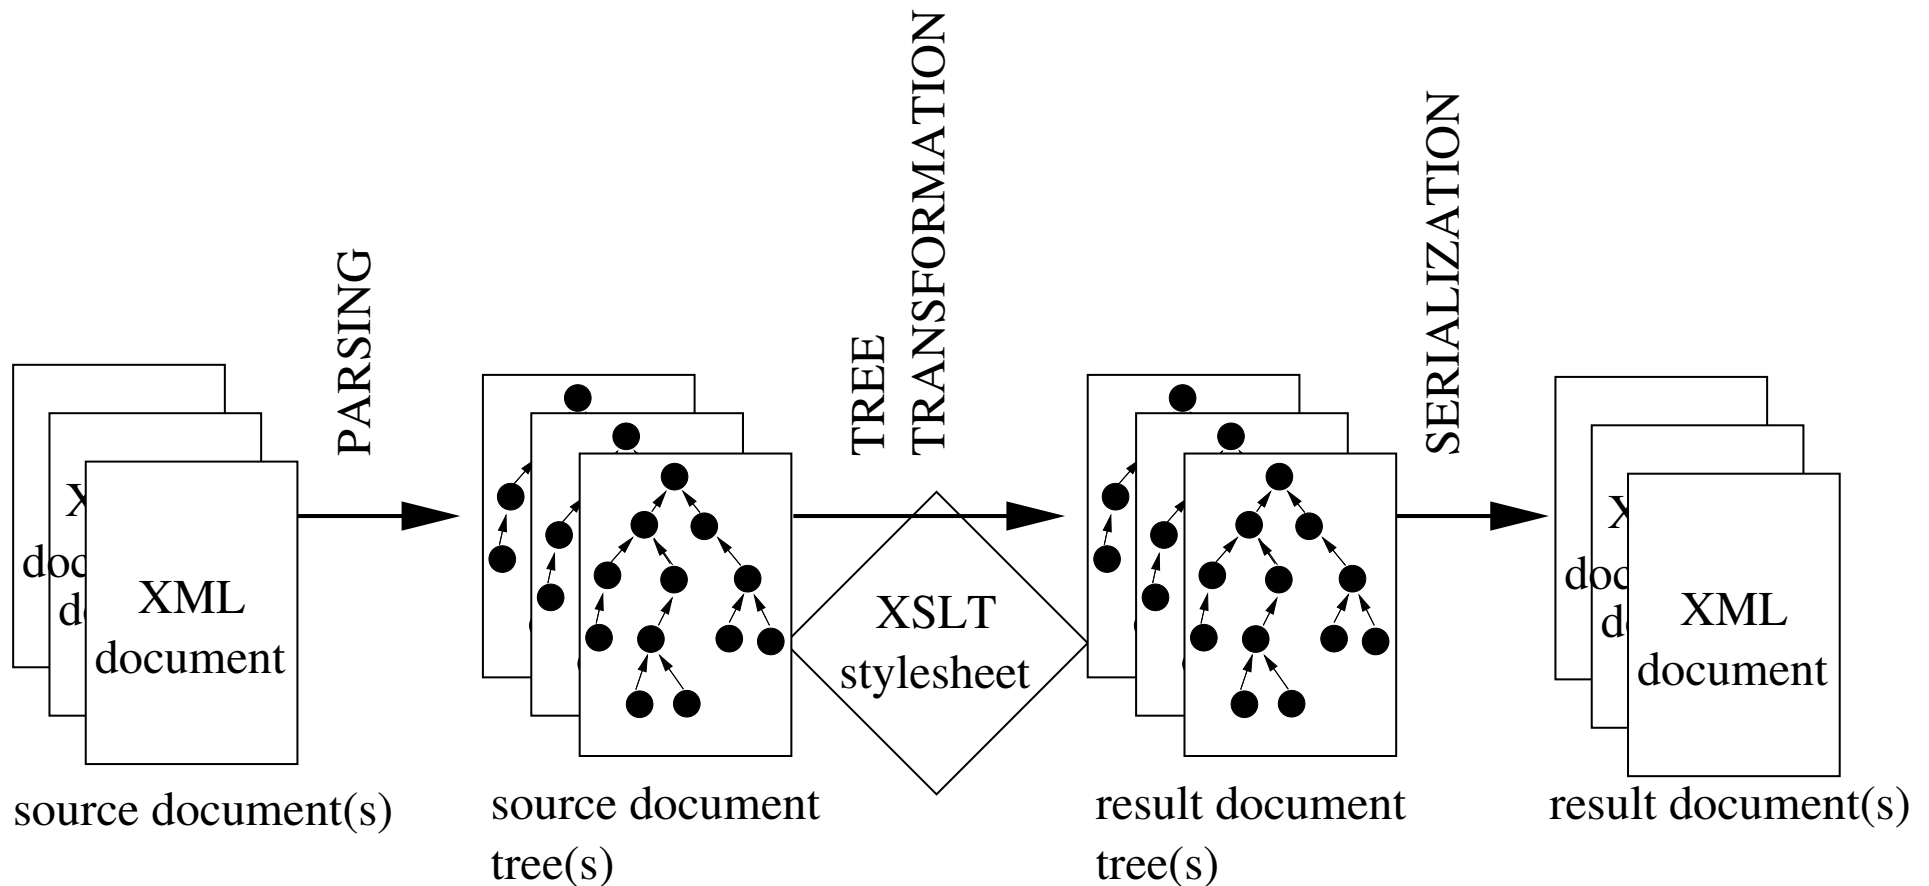 PARSING
TREE
TRANSFORMATION
SERIALIZATION
XML
document
source document(s)
source document
tree(s)
XSLT
stylesheet
result document
tree(s)
XML
document
result document(s)